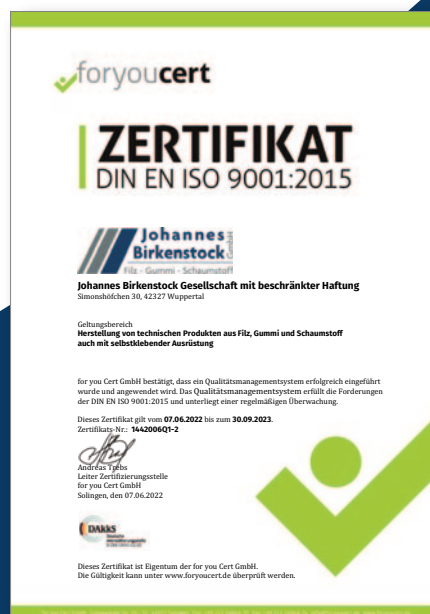 foryoucert
ZERTIFIKAT
DIN EN ISO 9001:2015
Johannes
Birkenstock GmbH
Filz - Gummi - Schaumstoff
Johannes Birkenstock Gesellschaft mit beschränkter Haftung
Simonshöfchen 30, 42327 Wuppertal
Geltungsbereich
Herstellung von technischen Produkten aus Filz, Gummi und Schaumstoff
auch mit selbstklebender Ausrüstung
for you Cert GmbH bestätigt, dass ein Qualitätsmanagementsystem erfolgreich eingeführt
wurde und angewendet wird. Das Qualitätsmanagementsystem erfüllt die Forderungen
der DIN EN ISO 9001:2015 und unterliegt einer regelmäßigen Überwachung.
Dieses Zertifikat gilt vom 07.06.2022 bis zum 30.09.2023.
Zertifikats-Nr.: 1442006Q1-2
Andreas Trebs
Leiter Zertifizierungsstelle
for you Cert GmbH
Solingen, den 07.06.2022
DAkkS
Deutsche
Akkreditierungsstelle
Dieses Zertifikat ist Eigentum der for you Cert GmbH.
Die Gültigkeit kann unter www.foryoucert.de überprüft werden.